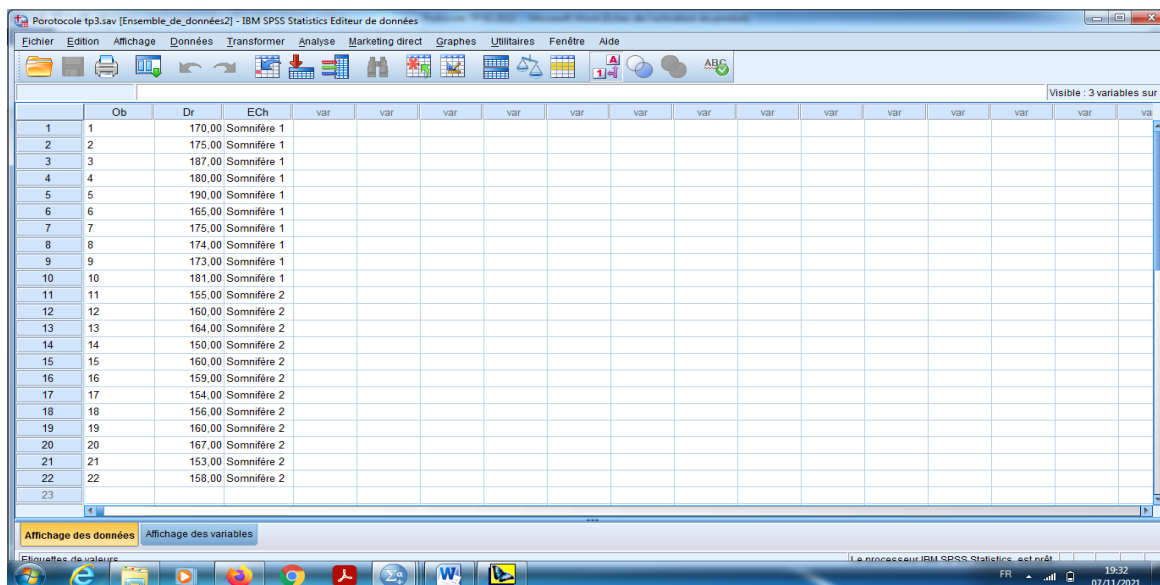 Porotocole tp3.sav [Ensemble_de_données2] - IBM SPSS Statistics Editeur de données
Fichier Edition Affichage Données Transformer Analyse Marketing direct Graphes Utilitaires Fenêtre Aide
Visible : 3 variables sur
Ob Dr ECh var var var var var var var var var var var va
1 1 170,00 Somnifère 1
2 2 175,00 Somnifère 1
3 3 187,00 Somnifère 1
4 4 180,00 Somnifère 1
5 5 190,00 Somnifère 1
6 6 165,00 Somnifère 1
7 7 175,00 Somnifère 1
8 8 174,00 Somnifère 1
9 9 173,00 Somnifère 1
10 10 181,00 Somnifère 1
11 11 155,00 Somnifère 2
12 12 160,00 Somnifère 2
13 13 164,00 Somnifère 2
14 14 150,00 Somnifère 2
15 15 160,00 Somnifère 2
16 16 159,00 Somnifère 2
17 17 154,00 Somnifère 2
18 18 156,00 Somnifère 2
19 19 160,00 Somnifère 2
20 20 167,00 Somnifère 2
21 21 153,00 Somnifère 2
22 22 158,00 Somnifère 2
23
Affichage des données Affichage des variables
Etiquettes de valeurs Le processeur IBM SPSS Statistics est prêt
FR 19:32
07/11/2021